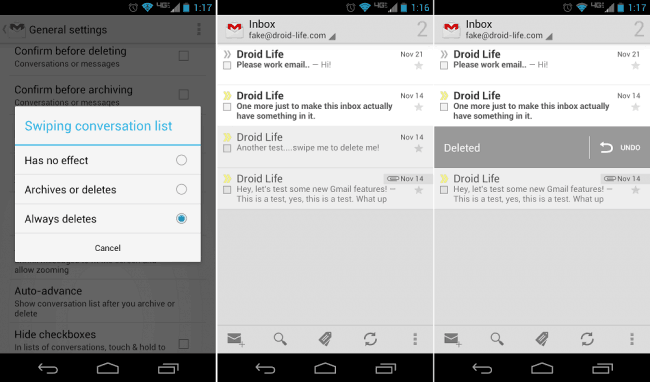 4G 1:17
General settings
Confirm before deleting
Conversations or messages
Confirm before archiving
Conversations or messages
Swiping conversation list
Has no effect
Archives or deletes
Always deletes
Cancel
allow zooming
Auto-advance
Show conversation list after you archive or
delete
Hide checkboxes
In lists of conversations, touch & hold to
4G 1:16
Inbox
fake@droid-life.com
2
Droid Life
Nov 21
Please work email.. – Hi!
Droid Life
Nov 14
One more just to make this inbox actually
have something in it.
Droid Life
Nov 14
Another test....swipe me to delete me!
Droid Life
Nov 14
Hey, let's test some new Gmail features! –
This is a test, yes, this is a test. What up
4G 1:17
Inbox
fake@droid-life.com
2
Droid Life
Nov 21
Please work email.. – Hi!
Droid Life
Nov 14
One more just to make this inbox actually
have something in it.
Deleted
UNDO
Droid Life
Nov 14
Hey, let's test some new Gmail features! –
This is a test, yes, this is a test. What up